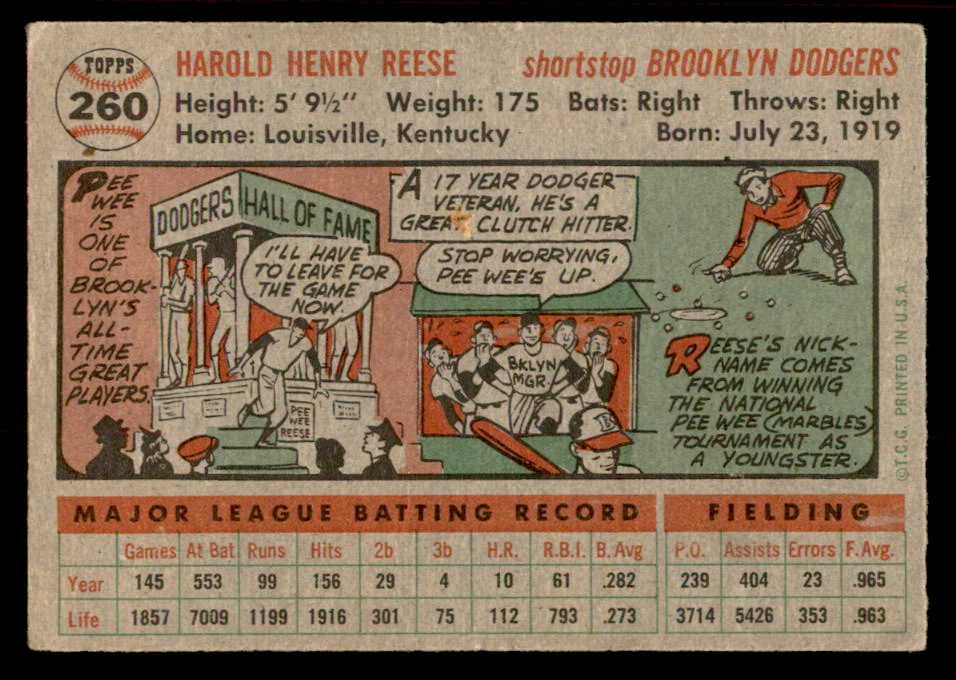 TOPPS
260
HAROLD HENRY REESE shortstop BROOKLYN DODGERS
Height: 5' 9½" Weight: 175 Bats: Right Throws: Right
Home: Louisville, Kentucky Born: July 23, 1919
PEE
WEE
IS
ONE
OF
BROOK-
LYN'S
ALL-
TIME
GREAT
PLAYERS.
DODGERS HALL OF FAME
I'LL HAVE
TO LEAVE FOR
THE GAME
NOW.
PEE
WEE
REESE
A 17 YEAR DODGER
VETERAN, HE'S A
GREAT CLUTCH HITTER.
STOP WORRYING,
PEE WEE'S UP.
BKLYN
MGR.
B
REESE'S NICK-
NAME COMES
FROM WINNING
THE NATIONAL
PEE WEE (MARBLES)
TOURNAMENT AS
A YOUNGSTER.
©T.C.G. PRINTED IN U.S.A.
MAJOR LEAGUE BATTING RECORD FIELDING
Games At Bat Runs Hits 2b 3b H.R. R.B.I. B. Avg P.O. Assists Errors F. Avg.
Year 145 553 99 156 29 4 10 61 .282 239 404 23 .965
Life 1857 7009 1199 1916 301 75 112 793 .273 3714 5426 353 .963